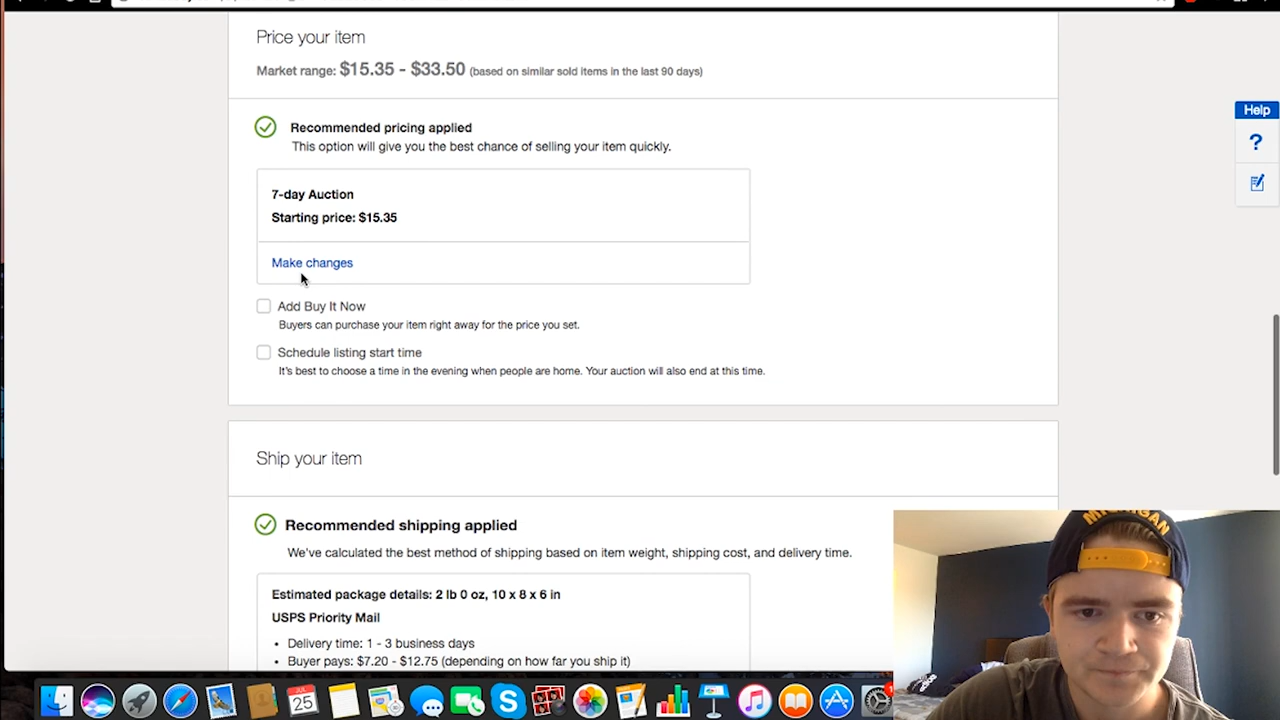 Price your item
Market range: $15.35 - $33.50 (based on similar sold items in the last 90 days)
Help
?
Recommended pricing applied
This option will give you the best chance of selling your item quickly.
7-day Auction
Starting price: $15.35
Make changes
Add Buy It Now
Buyers can purchase your item right away for the price you set.
Schedule listing start time
It's best to choose a time in the evening when people are home. Your auction will also end at this time.
Ship your item
Recommended shipping applied
We've calculated the best method of shipping based on item weight, shipping cost, and delivery time.
Estimated package details: 2 lb 0 oz, 10 x 8 x 6 in
USPS Priority Mail
• Delivery time: 1 - 3 business days
• Buyer pays: $7.20 - $12.75 (depending on how far you ship it)
MICHIGAN
JUL
25